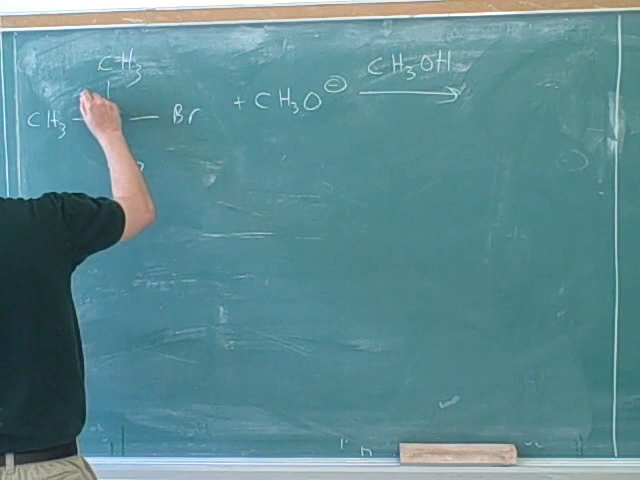 CH3
CH3 — — Br + CH3O⊖ CH3OH →